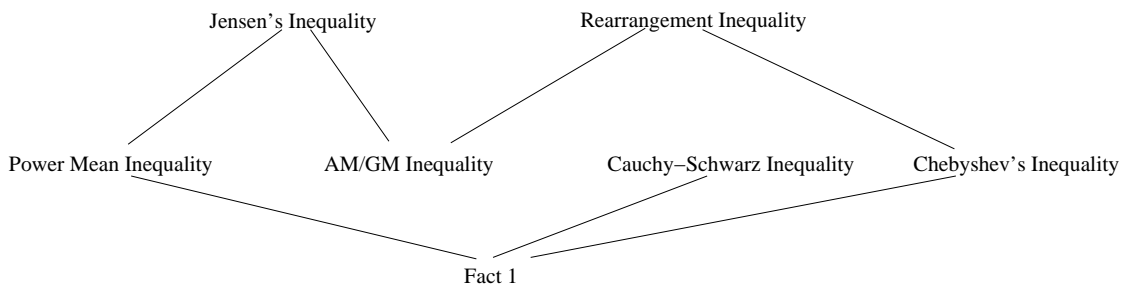 Jensen's Inequality Rearrangement Inequality
Power Mean Inequality AM/GM Inequality Cauchy−Schwarz Inequality Chebyshev's Inequality
Fact 1